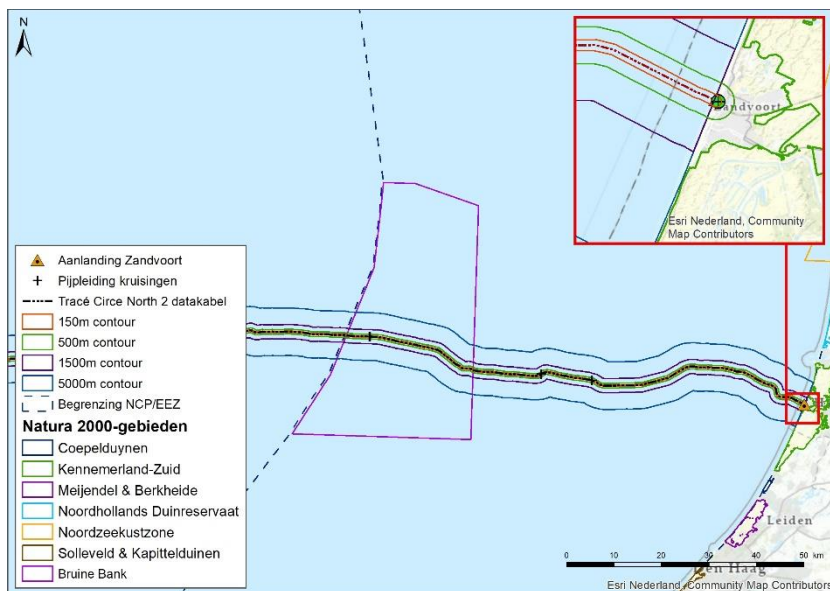 N
Zandvoort
Esri Nederland, Community
Map Contributors
Aanlanding Zandvoort
Pijpleiding kruisingen
Tracé Circe North 2 datakabel
150m contour
500m contour
1500m contour
5000m contour
Begrenzing NCP/EEZ
Natura 2000-gebieden
Coepelduynen
Kennemerland-Zuid
Meijendel & Berkheide
Noordhollands Duinreservaat
Noordzeekustzone
Solleveld & Kapittelduinen
Bruine Bank
Leiden
Den Haag
0 10 20 30 40 50 km
Esri Nederland, Community Map Contributors